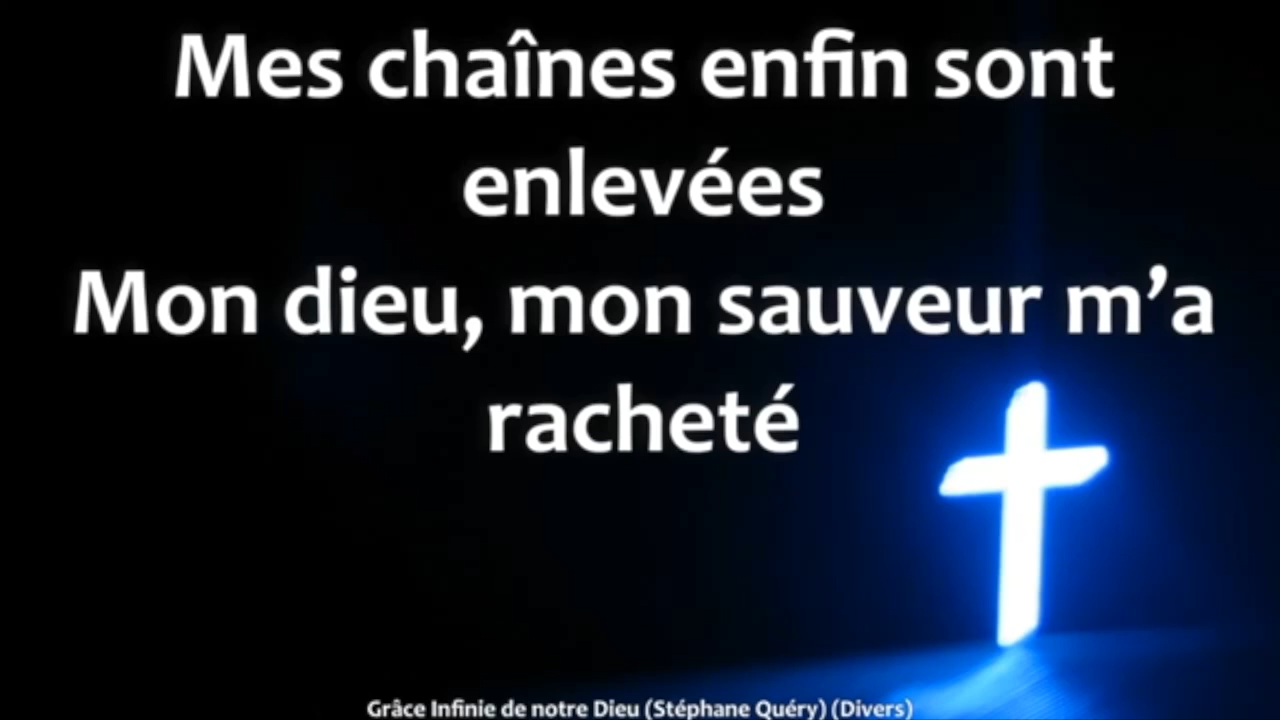 Mes chaînes enfin sont
enlevées
Mon dieu, mon sauveur m’a
racheté
Grâce Infinie de notre Dieu (Stéphane Quéry) (Divers)